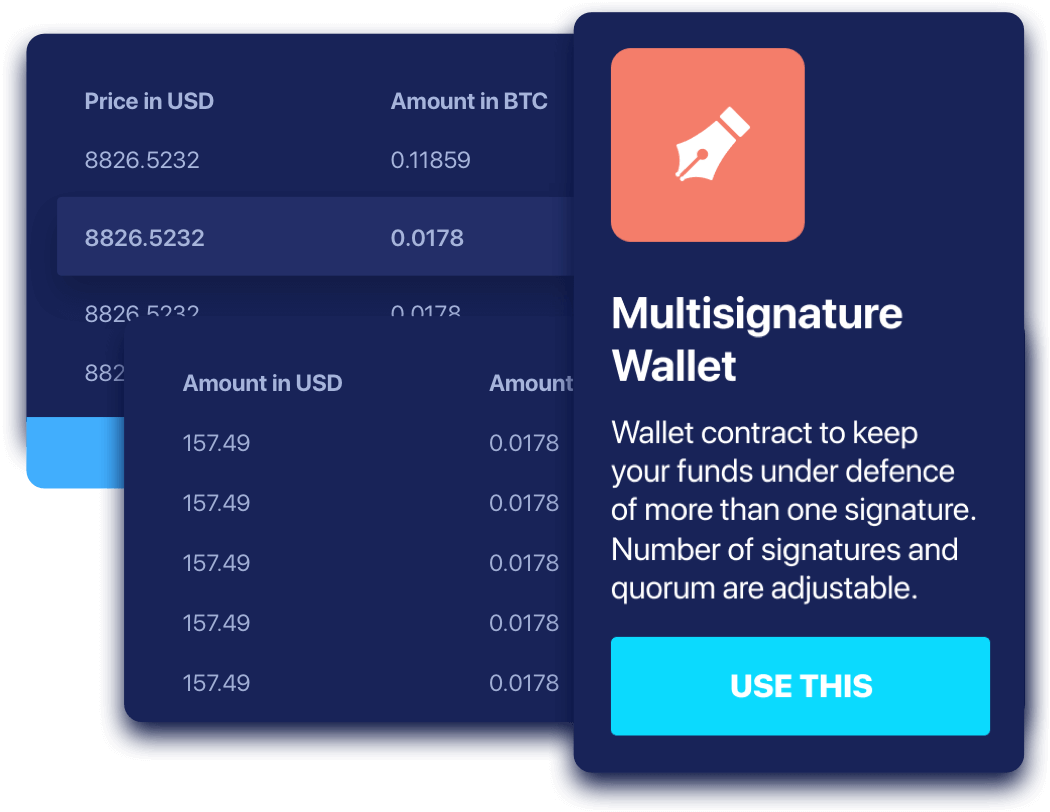 Price in USD Amount in BTC
8826.5232 0.11859
8826.5232 0.0178
8826.5232 0.0178
882
Amount in USD Amount
157.49 0.0178
157.49 0.0178
157.49 0.0178
157.49 0.0178
157.49 0.0178
Multisignature
Wallet
Wallet contract to keep
your funds under defence
of more than one signature.
Number of signatures and
quorum are adjustable.
USE THIS